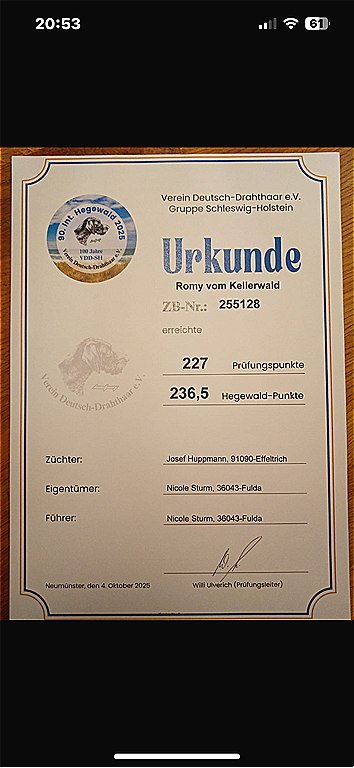 20:53
61
90. Int. Hegewald 2025
100 Jahre
VDD-SH
Verein Deutsch-Drahthaar e.V.
Verein Deutsch-Drahthaar e.V.
Gruppe Schleswig-Holstein
Urkunde
Romy vom Kellerwald
ZB-Nr.: 255128
erreichte
Verein Deutsch-Drahthaar e.V.
227 Prüfungspunkte
236,5 Hegewald-Punkte
Züchter: Josef Huppmann, 91090-Effeltrich
Eigentümer: Nicole Sturm, 36043-Fulda
Führer: Nicole Sturm, 36043-Fulda
Neumünster, den 4. Oktober 2025 Willi Ulverich (Prüfungsleiter)